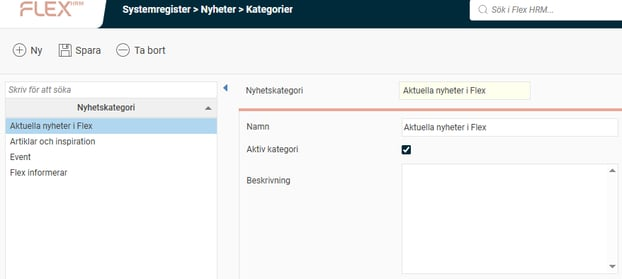 FLEX HRM
Systemregister > Nyheter > Kategorier
Sök i Flex HRM...
Ny
Spara
Ta bort
Skriv för att söka
Nyhetskategori
Aktuella nyheter i Flex
Artiklar och inspiration
Event
Flex informerar
Nyhetskategori
Aktuella nyheter i Flex
Namn
Aktuella nyheter i Flex
Aktiv kategori
Beskrivning